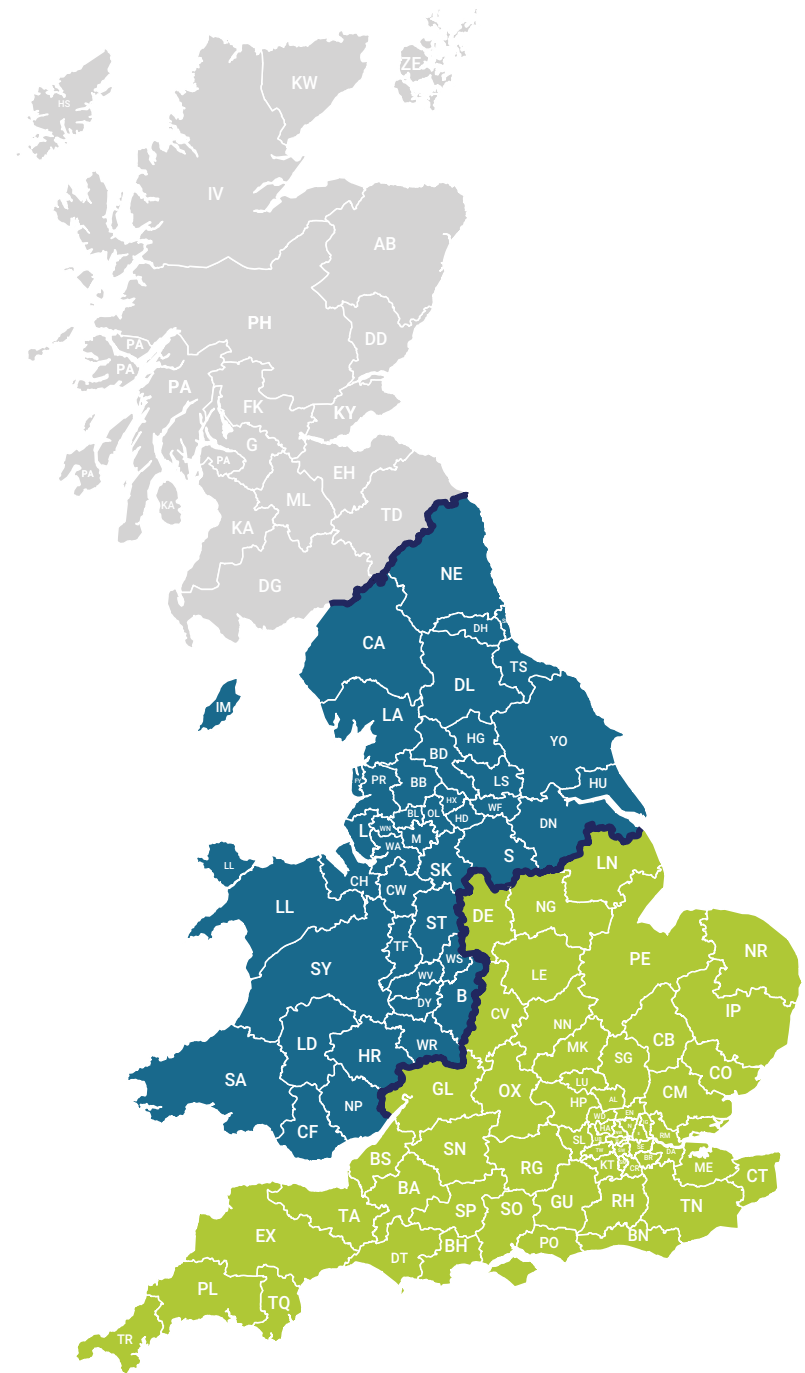 ZE
KW
HS
IV
AB
PH
DD
PA
PA
PA
FK
KY
G
PA
EH
PA
ML
KA
TD
KA
DG
NE
DH
CA
TS
DL
IM
LA
HG
YO
BD
PR
BB
LS
HU
FY
HX
WF
BL
OL
HD
DN
L
WN
M
WA
S
LN
LL
SK
CH
CW
LL
NG
DE
ST
TF
WS
NR
SY
PE
LE
WV
B
DY
IP
CV
NN
LD
WR
CB
HR
MK
SG
CO
SA
LU
GL
OX
CM
HP
AL
NP
WD
EN
CF
HA
RM
SL
SN
BS
TW
DA
BR
KT
CR
ME
RG
CT
BA
GU
RH
TN
SP
SO
TA
EX
BN
BH
PO
DT
PL
TQ
TR